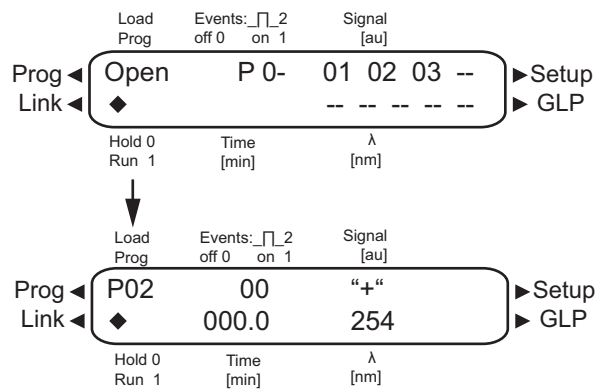 Load Events:_∏_2 Signal
Prog off 0 on 1 [au]
Prog ◄ Open P 0- 01 02 03 -- ►Setup
Link ◄ ◆ -- -- -- -- -- ► GLP
Hold 0 Time λ
Run 1 [min] [nm]
Load Events:_∏_2 Signal
Prog off 0 on 1 [au]
Prog ◄ P02 00 “+“ ►Setup
Link ◄ ◆ 000.0 254 ► GLP
Hold 0 Time λ
Run 1 [min] [nm]